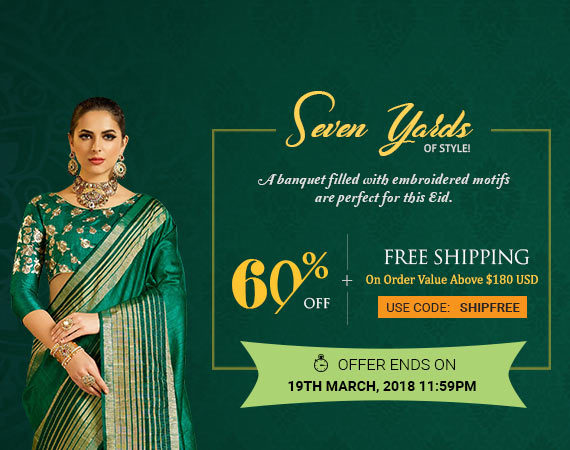 Seven Yards
OF STYLE!
A banquet filled with embroidered motifs
are perfect for this Eid.
60%
OFF
+
FREE SHIPPING
On Order Value Above $180 USD
USE CODE: SHIPFREE
OFFER ENDS ON
19TH MARCH, 2018 11:59PM